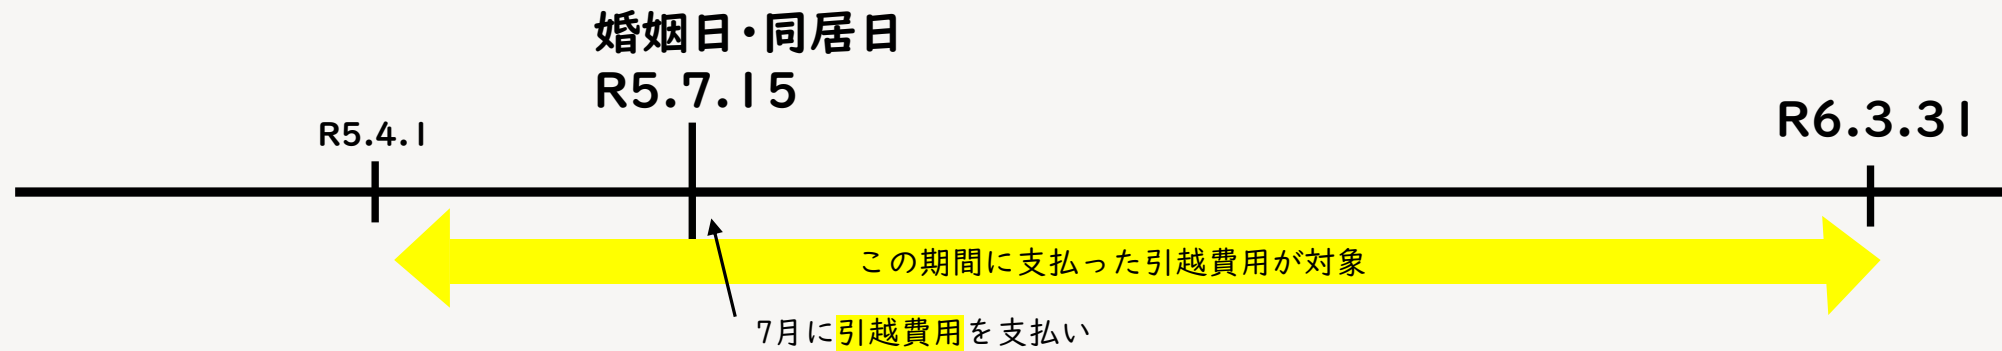 婚姻日・同居日
R5.7.15
R5.4.1
R6.3.31
この期間に支払った引越費用が対象
7月に引越費用を支払い